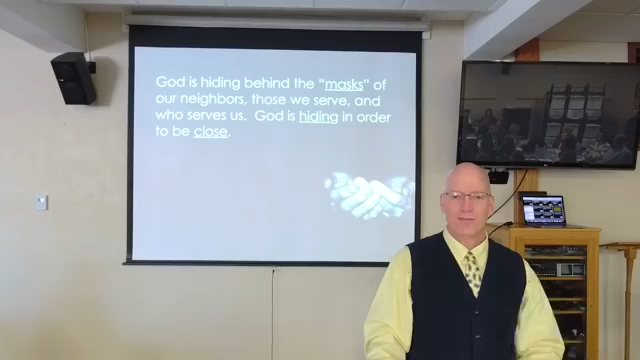 God is hiding behind the “masks” of
our neighbors, those we serve, and
who serves us.  God is hiding in order
to be close.